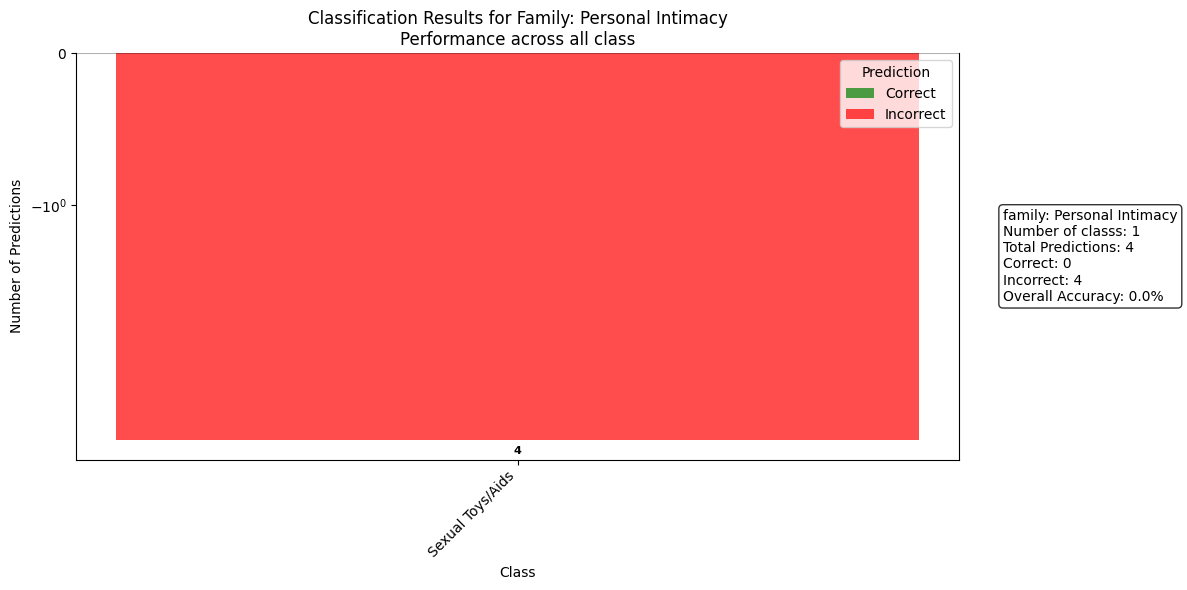 Classification Results for Family: Personal Intimacy
Performance across all class
Prediction
Correct
Incorrect
0
−10⁰
Number of Predictions
4
Sexual Toys/Aids
Class
family: Personal Intimacy
Number of classs: 1
Total Predictions: 4
Correct: 0
Incorrect: 4
Overall Accuracy: 0.0%